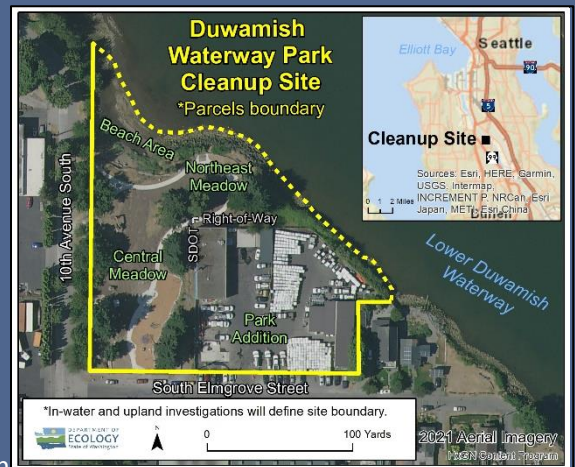 Duwamish
Waterway Park
Cleanup Site
*Parcels boundary
Beach Area
Northeast
Meadow
Right-of-Way
SDOT
10th Avenue South
Central
Meadow
Park
Addition
South Elmgrove Street
Lower Duwamish
Waterway
Elliott Bay
Seattle
90
5
Cleanup Site
Sources: Esri, HERE, Garmin,
USGS, Intermap,
INCREMENT P, NRCan, Esri
Japan, METI, Esri China
0 1 2 Miles
*In-water and upland investigations will define site boundary.
DEPARTMENT OF
ECOLOGY
State of Washington
N
0 100 Yards
2021 Aerial Imagery
HxGN Content Program